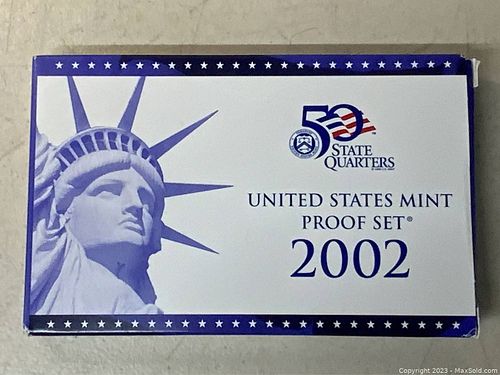 50
STATE
QUARTERS
UNITED STATES MINT
PROOF SET®
2002
Copyright 2023 - MaxSold.com